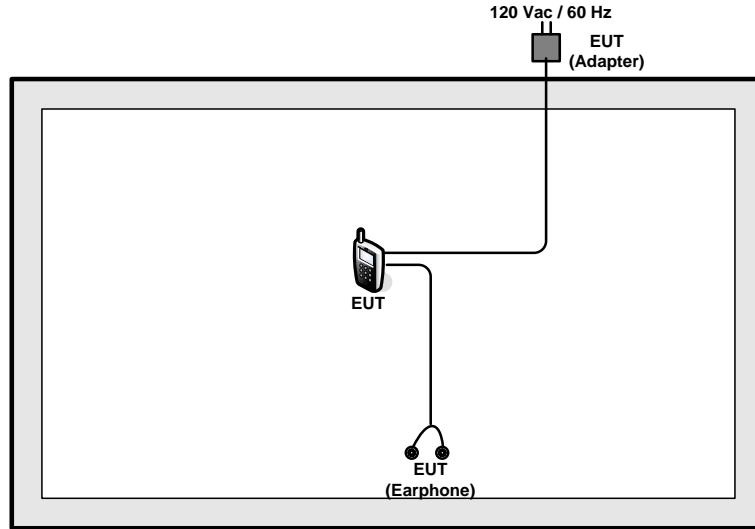 120 Vac / 60 Hz
EUT
(Adapter)
EUT
EUT
(Earphone)